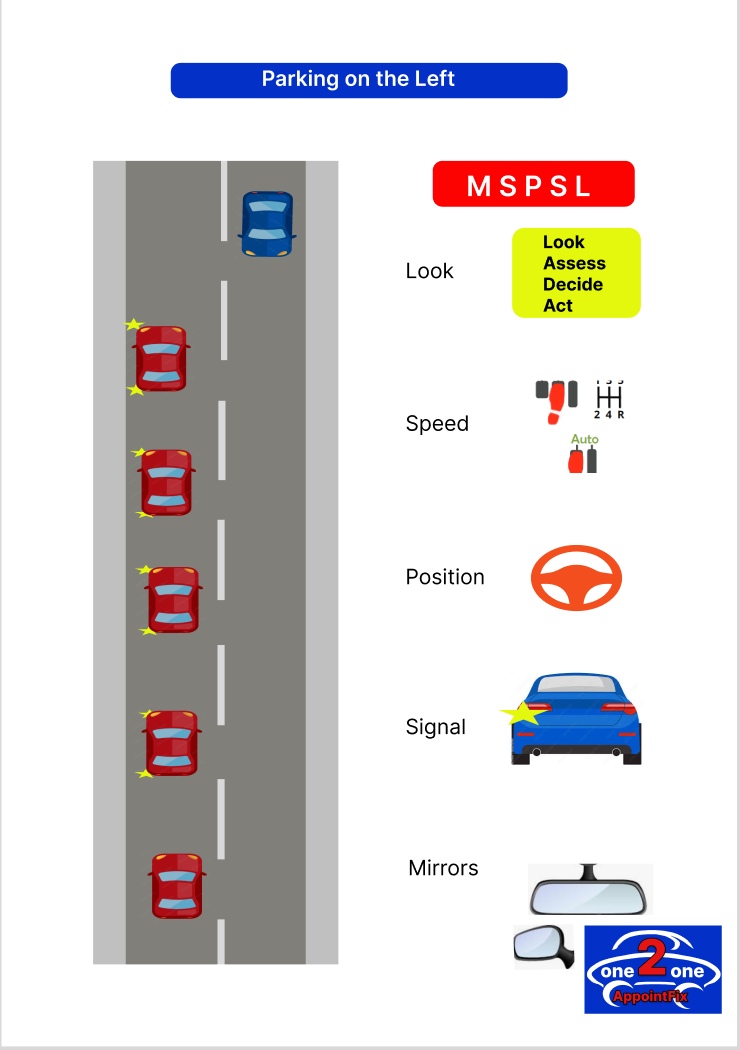 Parking on the Left
M S P S L
Look
Look
Assess
Decide
Act
Speed
2 4 R
Auto
Position
Signal
Mirrors
one 2 one
AppointFix